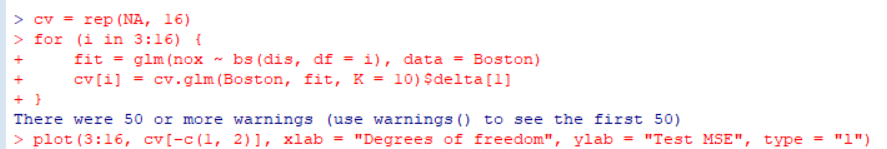 > cv = rep(NA, 16)
> for (i in 3:16) {
+     fit = glm(nox ~ bs(dis, df = i), data = Boston)
+     cv[i] = cv.glm(Boston, fit, K = 10)$delta[1]
+ }
There were 50 or more warnings (use warnings() to see the first 50)
> plot(3:16, cv[-c(1, 2)], xlab = "Degrees of freedom", ylab = "Test MSE", type = "l")